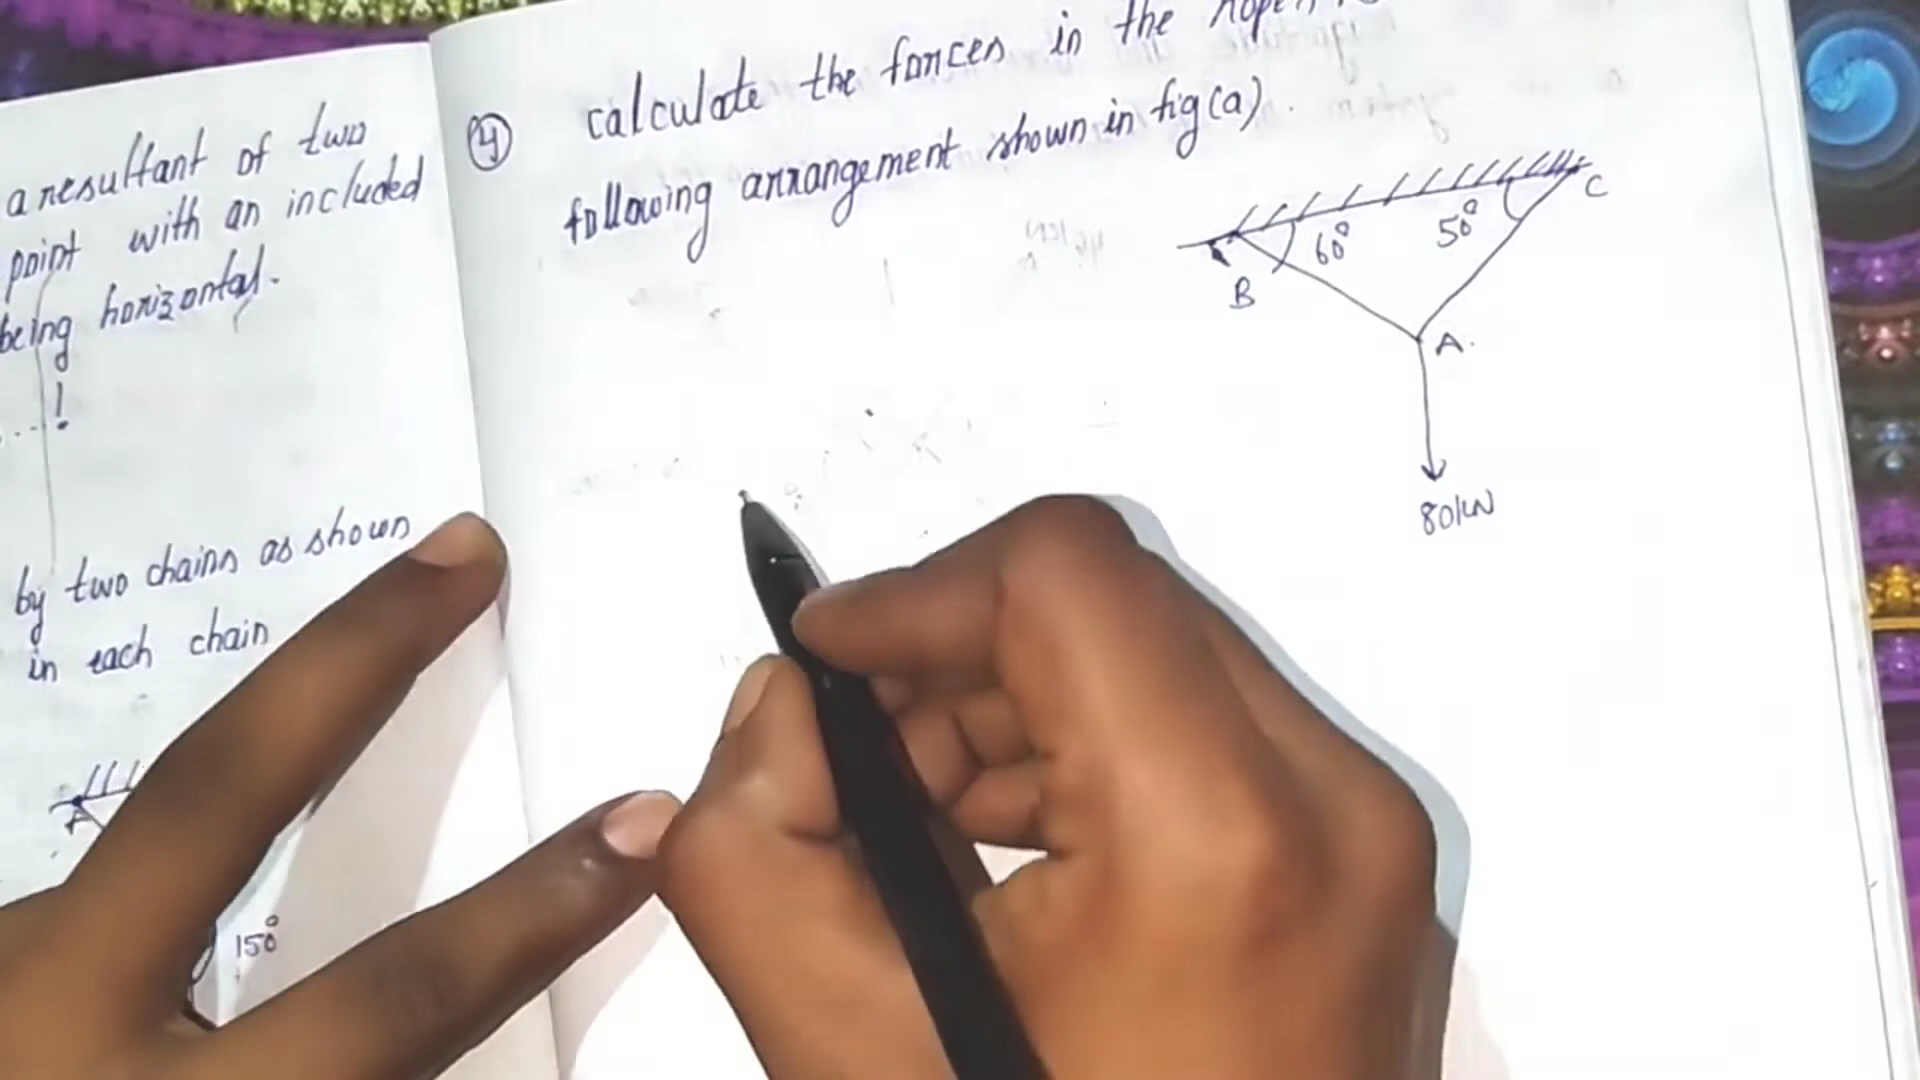 a resultant of two
point with an included
being horizontal.
by two chains as shown
in each chain
A
150°
4 calculate the forces in the
following arrangement shown in fig(a).
C
50°
60°
B
A.
80kN